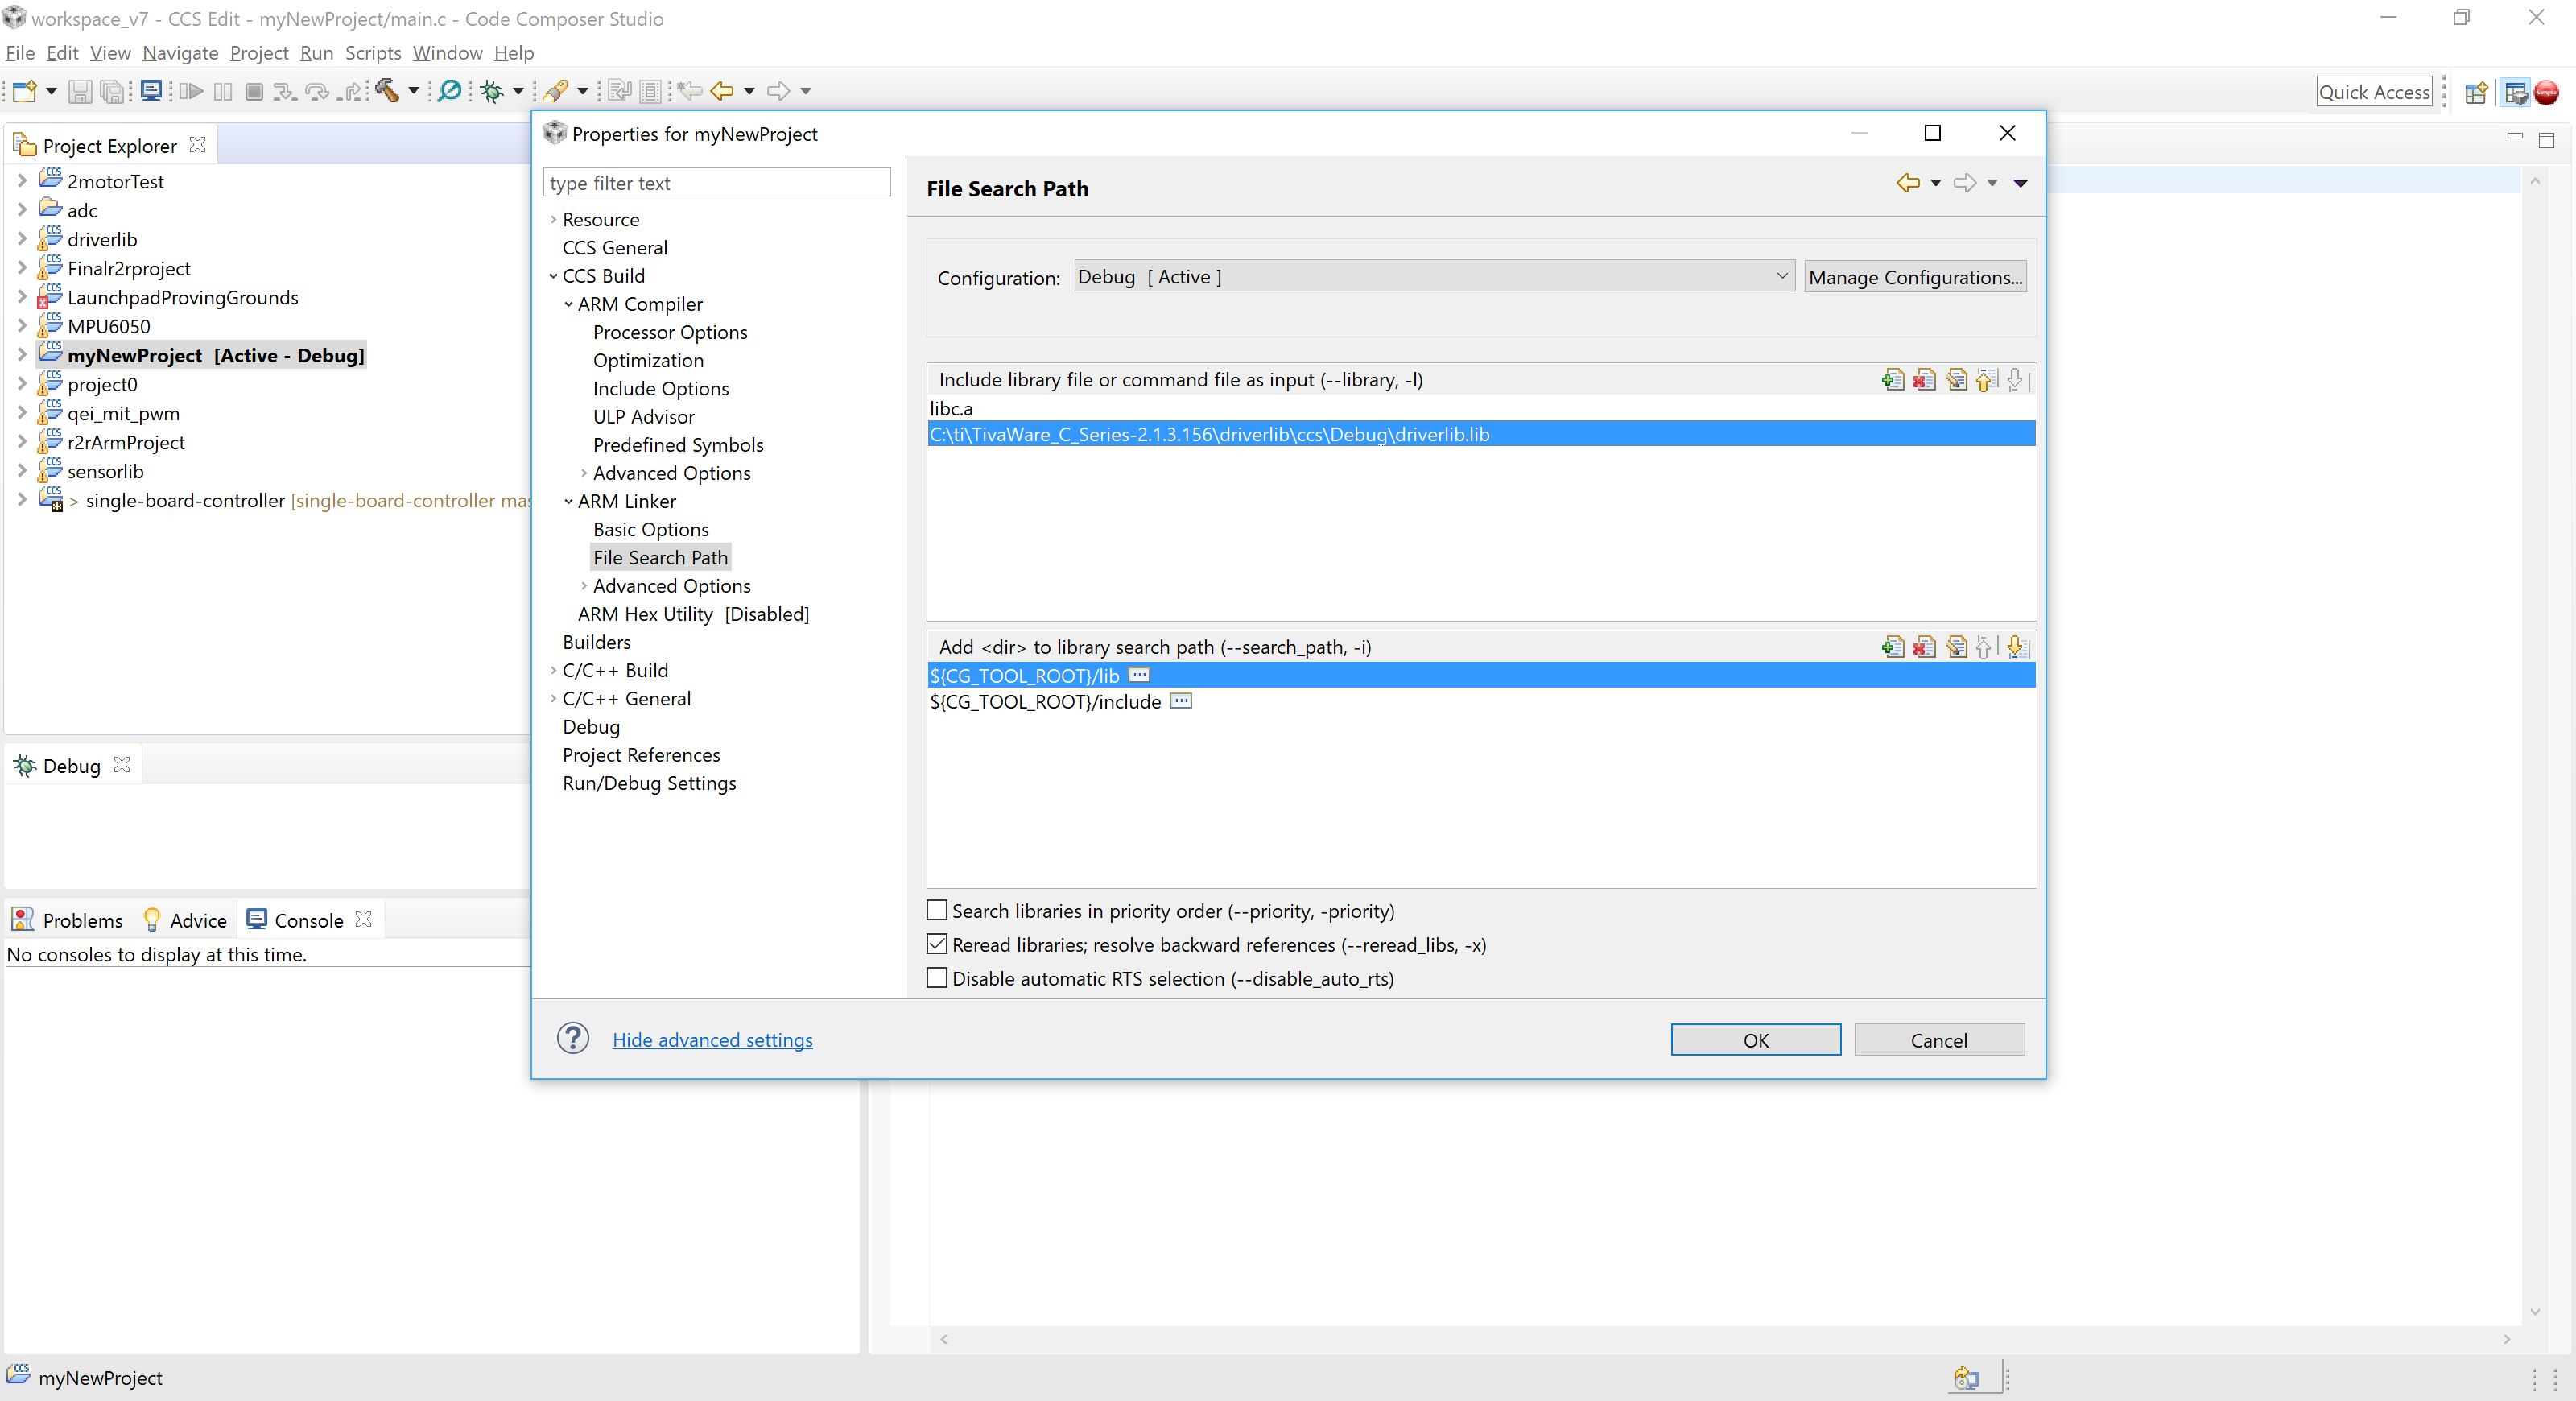 workspace_v7 - CCS Edit - myNewProject/main.c - Code Composer Studio
File Edit View Navigate Project Run Scripts Window Help
Quick Access
Project Explorer
2motorTest
adc
driverlib
Finalr2rproject
LaunchpadProvingGrounds
MPU6050
myNewProject [Active - Debug]
project0
qei_mit_pwm
r2rArmProject
sensorlib
> single-board-controller [single-board-controller mas
Debug
Problems Advice Console
No consoles to display at this time.
myNewProject
Properties for myNewProject
type filter text
Resource
CCS General
CCS Build
ARM Compiler
Processor Options
Optimization
Include Options
ULP Advisor
Predefined Symbols
Advanced Options
ARM Linker
Basic Options
File Search Path
Advanced Options
ARM Hex Utility [Disabled]
Builders
C/C++ Build
C/C++ General
Debug
Project References
Run/Debug Settings
File Search Path
Configuration: Debug [ Active ] Manage Configurations...
Include library file or command file as input (--library, -l)
libc.a
C:\ti\TivaWare_C_Series-2.1.3.156\driverlib\ccs\Debug\driverlib.lib
Add <dir> to library search path (--search_path, -i)
${CG_TOOL_ROOT}/lib
${CG_TOOL_ROOT}/include
Search libraries in priority order (--priority, -priority)
Reread libraries; resolve backward references (--reread_libs, -x)
Disable automatic RTS selection (--disable_auto_rts)
Hide advanced settings
OK Cancel